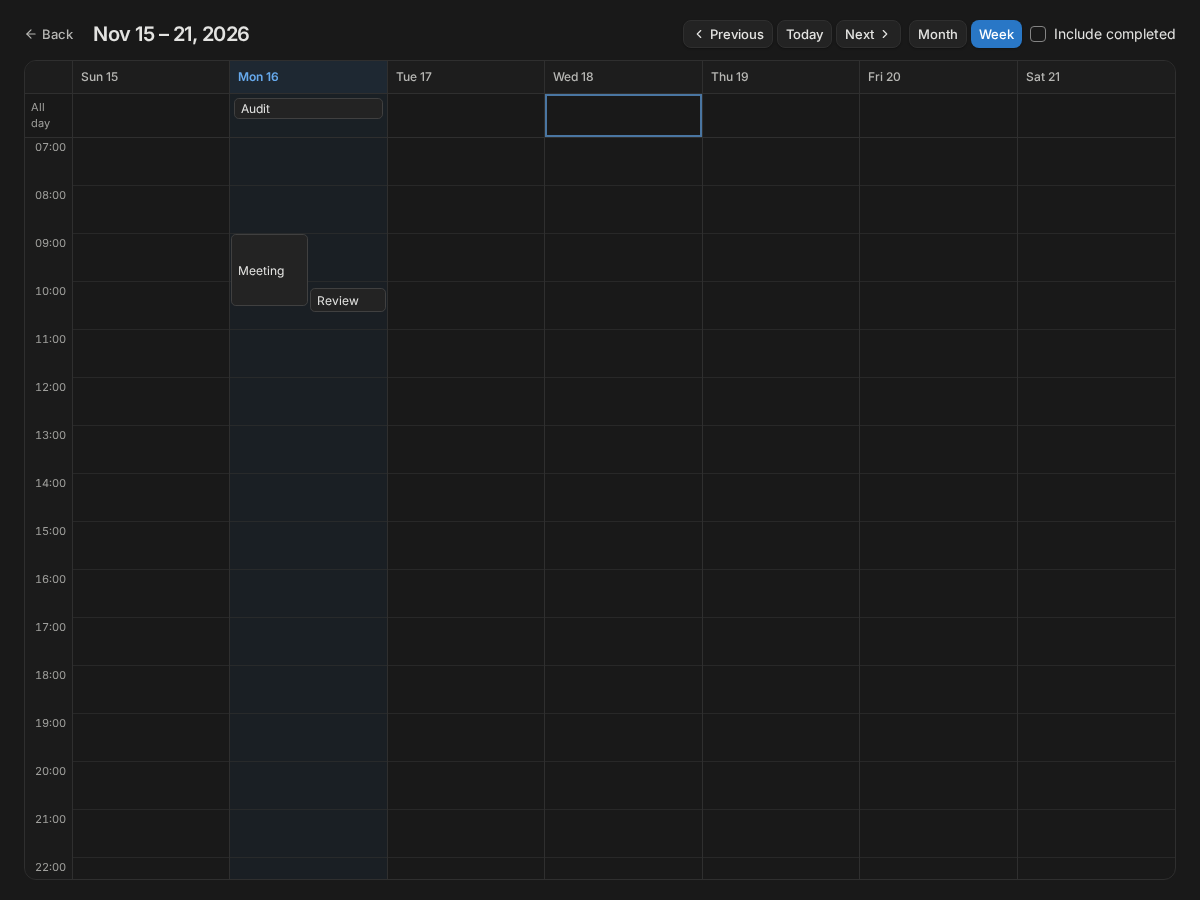 Back
Nov 15 – 21, 2026
Previous
Today
Next
Month
Week
Include completed
Sun 15
Mon 16
Tue 17
Wed 18
Thu 19
Fri 20
Sat 21
All
day
Audit
07:00
08:00
09:00
Meeting
10:00
Review
11:00
12:00
13:00
14:00
15:00
16:00
17:00
18:00
19:00
20:00
21:00
22:00